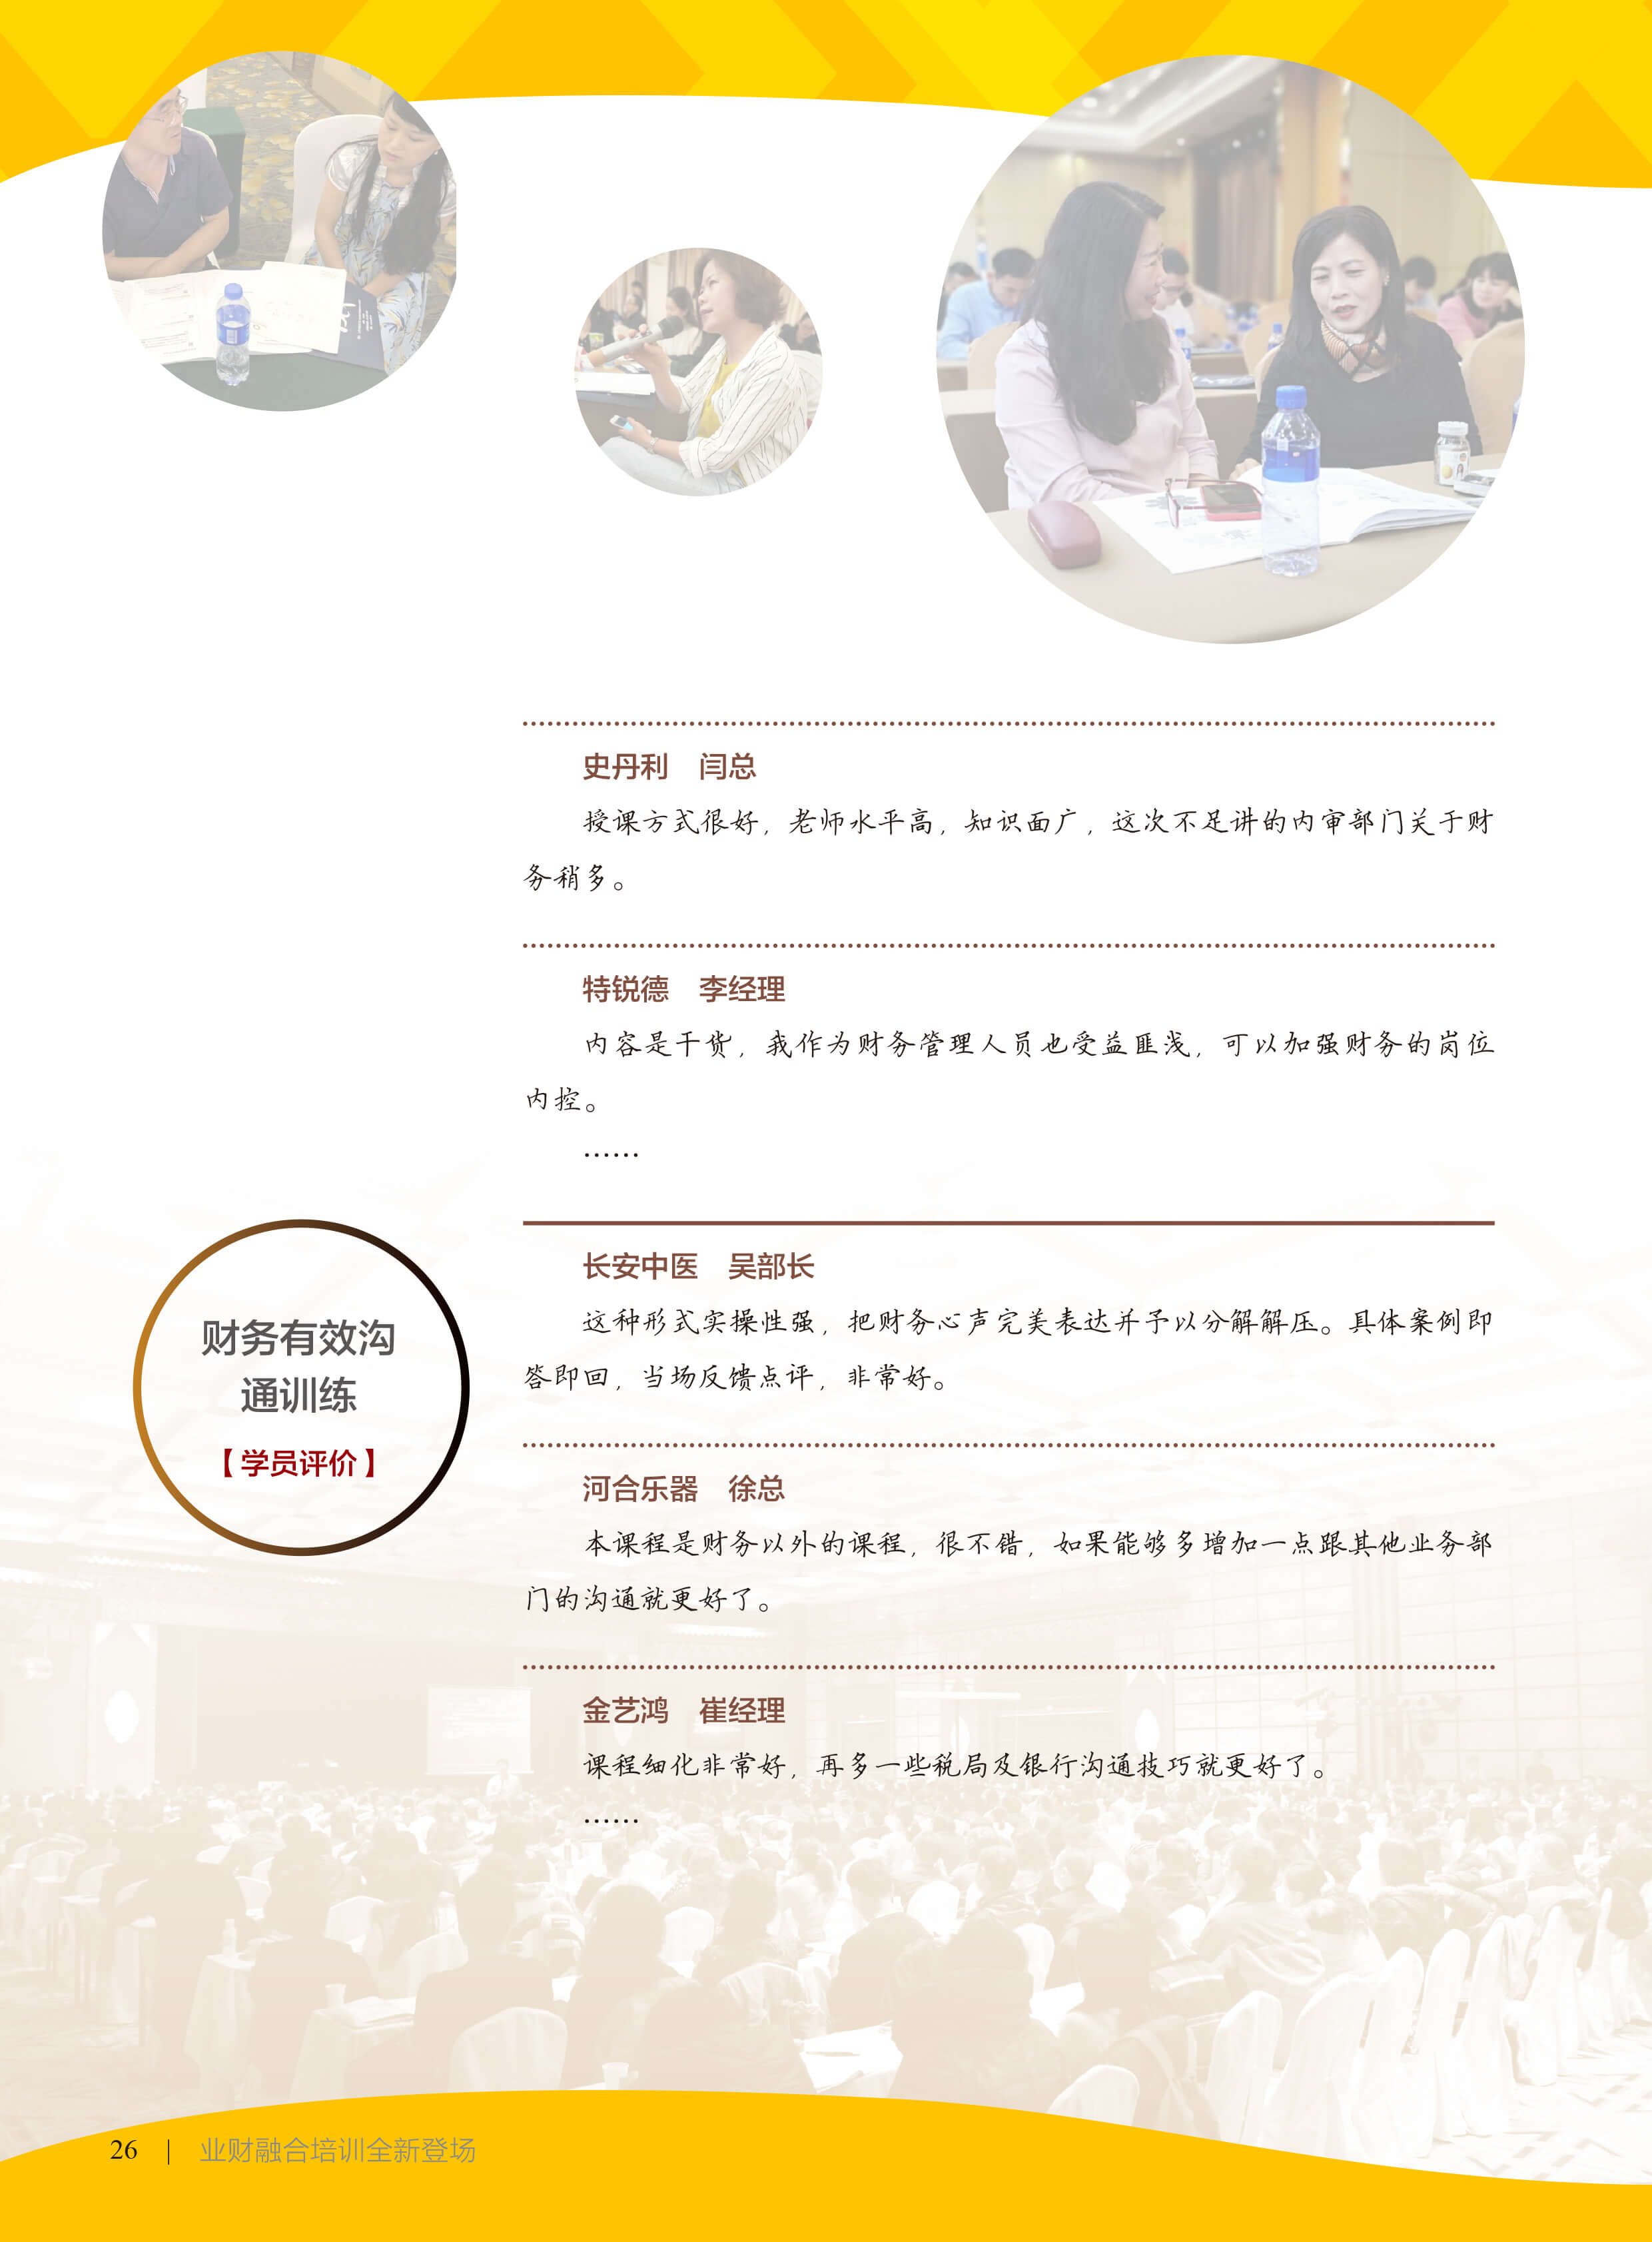 史丹利　闫总
授课方式很好，老师水平高，知识面广，这次不足讲的内审部门关于财
务稍多。
特锐德　李经理
内容是干货，我作为财务管理人员也受益匪浅，可以加强财务的岗位
内控。
……
财务有效沟
通训练
【学员评价】
长安中医　吴部长
这种形式实操性强，把财务心声完美表达并予以分解解压。具体案例即
答即回，当场反馈点评，非常好。
河合乐器　徐总
本课程是财务以外的课程，很不错，如果能够多增加一点跟其他业务部
门的沟通就更好了。
金艺鸿　崔经理
课程细化非常好，再多一些税局及银行沟通技巧就更好了。
……
26 | 业财融合培训全新登场